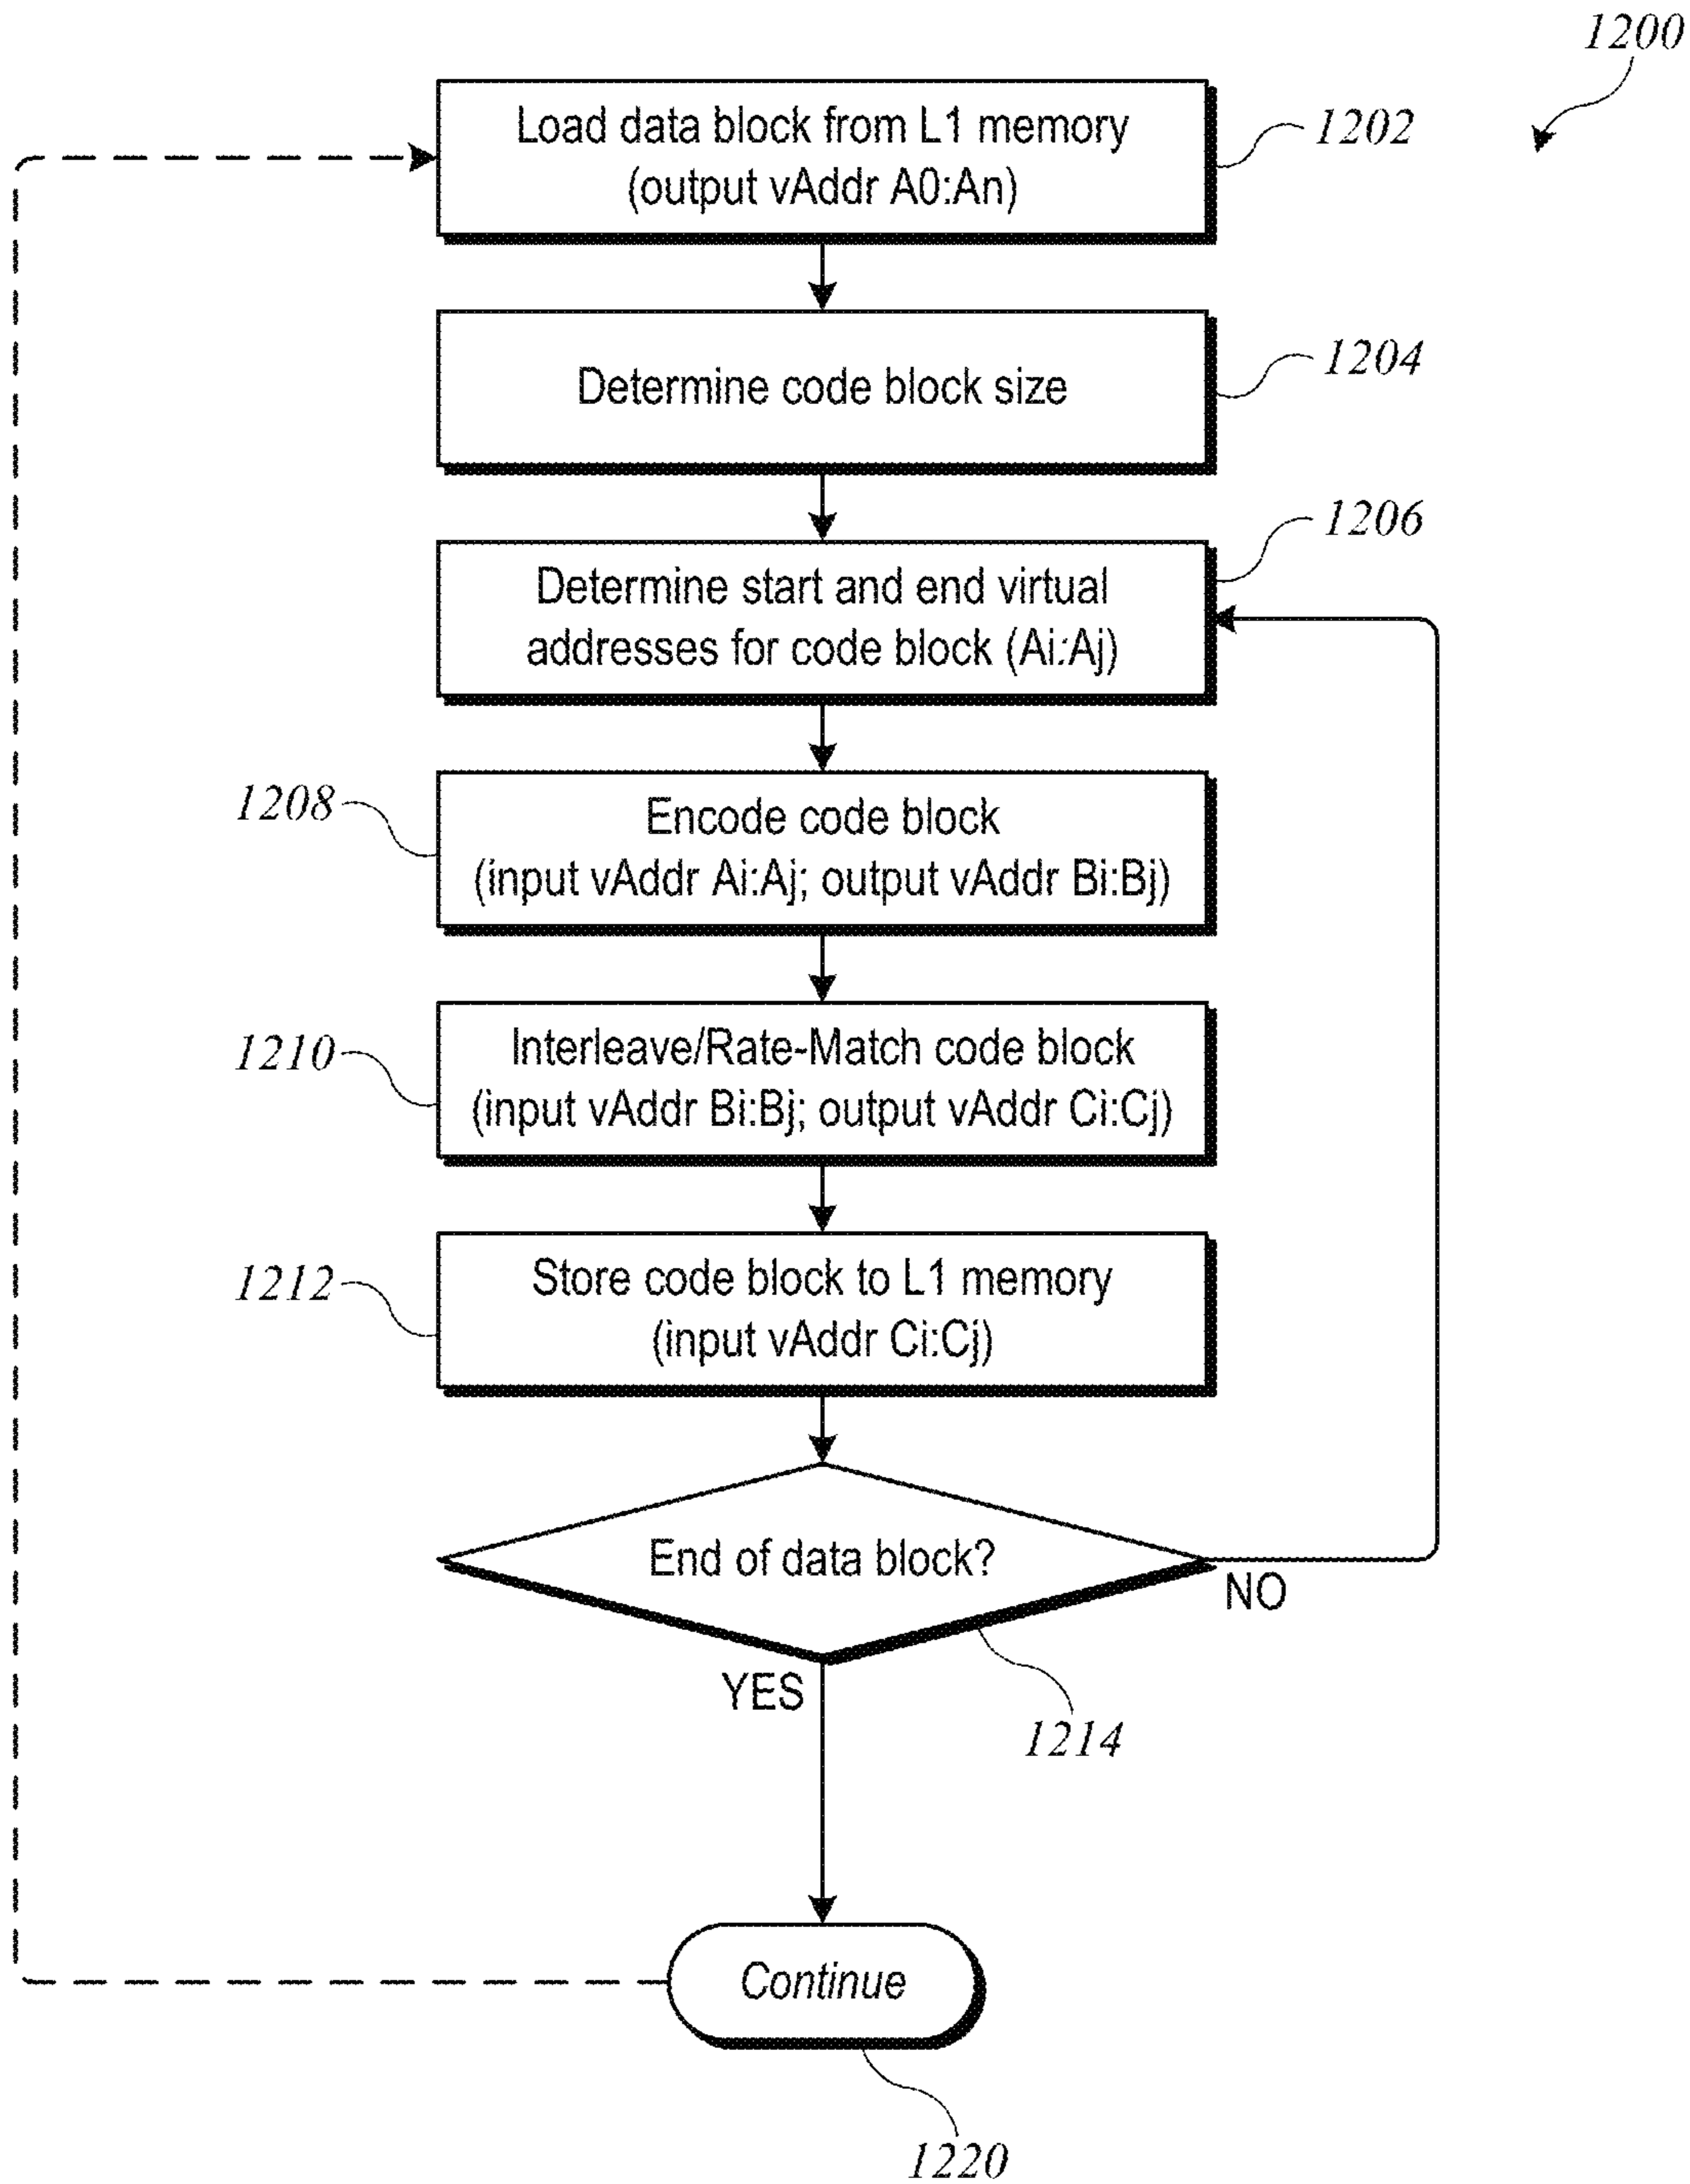 1200
Load data block from L1 memory
(output vAddr A0:An)
1202
Determine code block size
1204
1206
Determine start and end virtual
addresses for code block (Ai:Aj)
1208
Encode code block
(input vAddr Ai:Aj; output vAddr Bi:Bj)
1210
Interleave/Rate-Match code block
(input vAddr Bi:Bj; output vAddr Ci:Cj)
1212
Store code block to L1 memory
(input vAddr Ci:Cj)
End of data block?
NO
YES
1214
Continue
1220